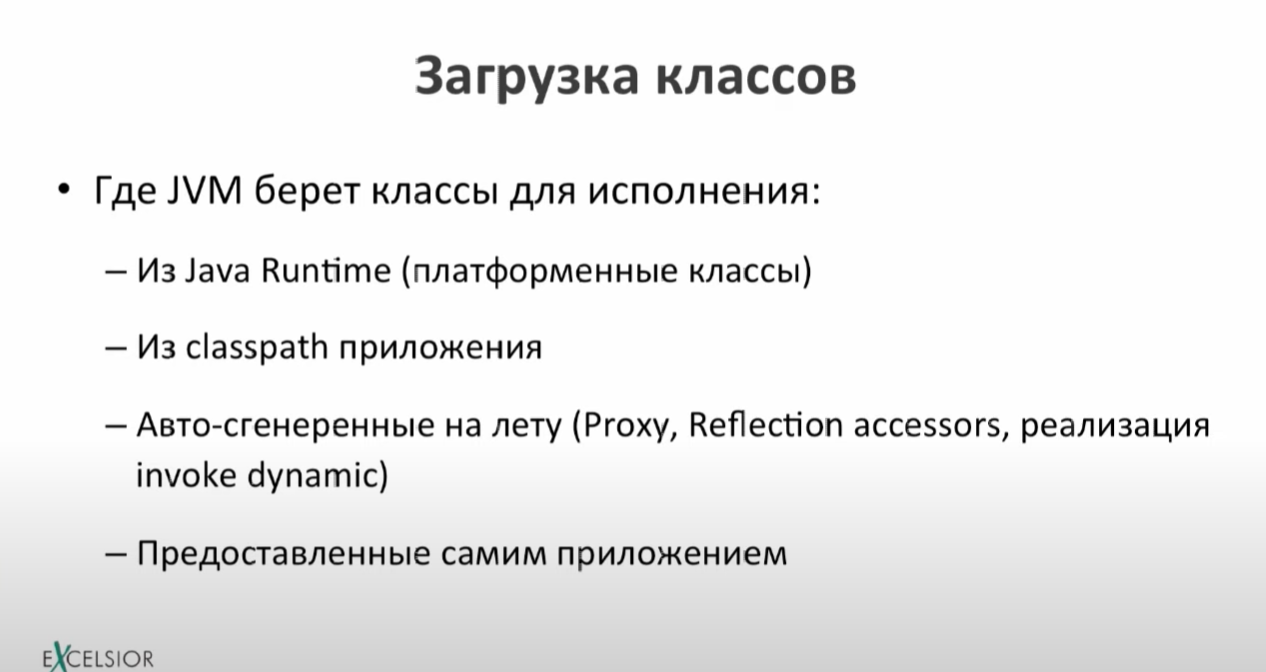 Загрузка классов
• Где JVM берет классы для исполнения:
– Из Java Runtime (платформенные классы)
– Из classpath приложения
– Авто-сгенеренные на лету (Proxy, Reflection accessors, реализация
invoke dynamic)
– Предоставленные самим приложением
EXCELSIOR